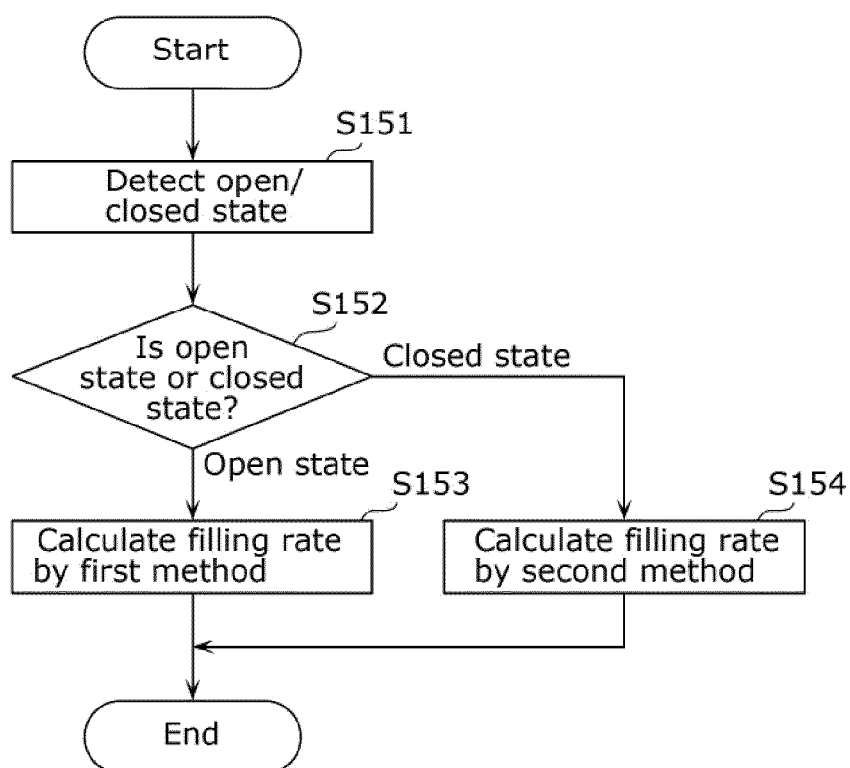 Start
S151
Detect open/
closed state
S152
Is open
state or closed
state?
Closed state
Open state
S153
Calculate filling rate
by first method
S154
Calculate filling rate
by second method
End